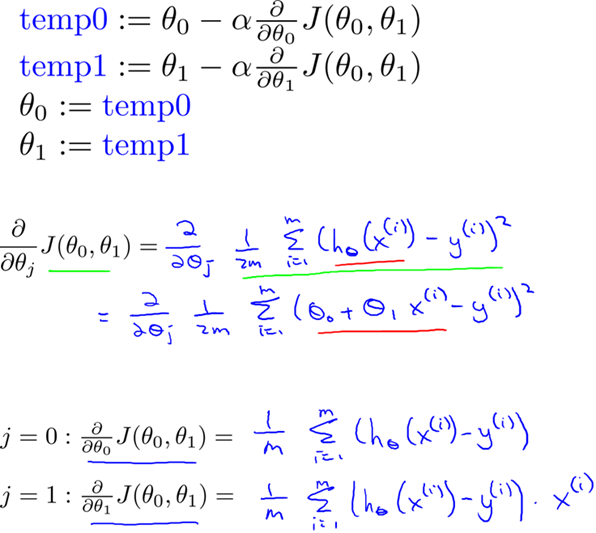 temp0 := θ₀ − α ∂/∂θ₀ J(θ₀, θ₁)
temp1 := θ₁ − α ∂/∂θ₁ J(θ₀, θ₁)
θ₀ := temp0
θ₁ := temp1
∂/∂θⱼ J(θ₀, θ₁) = ∂/∂θⱼ 1/2m Σᵢ₌₁ᵐ (h_θ(x⁽ⁱ⁾) − y⁽ⁱ⁾)²
= ∂/∂θⱼ 1/2m Σᵢ₌₁ᵐ (θ₀ + θ₁ x⁽ⁱ⁾ − y⁽ⁱ⁾)²
j = 0 : ∂/∂θ₀ J(θ₀, θ₁) = 1/m Σᵢ₌₁ᵐ (h_θ(x⁽ⁱ⁾) − y⁽ⁱ⁾)
j = 1 : ∂/∂θ₁ J(θ₀, θ₁) = 1/m Σᵢ₌₁ᵐ (h_θ(x⁽ⁱ⁾) − y⁽ⁱ⁾) · x⁽ⁱ⁾